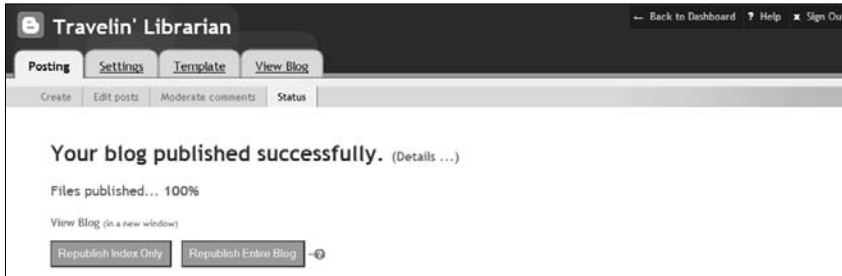 ← Back to Dashboard ? Help x Sign Ou
Travelin' Librarian
Posting Settings Template View Blog
Create Edit posts Moderate comments Status
Your blog published successfully. (Details ...)
Files published... 100%
View Blog (in a new window)
Republish Index Only Republish Entire Blog ?